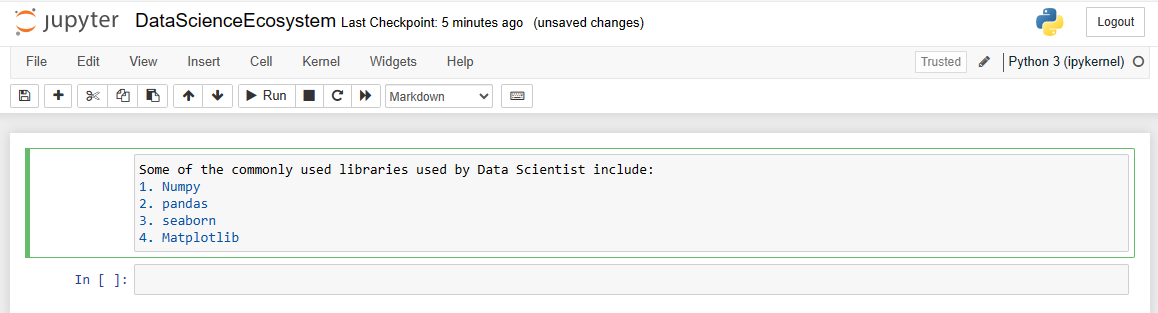 jupyter DataScienceEcosystem Last Checkpoint: 5 minutes ago (unsaved changes) Logout
File Edit View Insert Cell Kernel Widgets Help Trusted Python 3 (ipykernel)
Run Markdown
Some of the commonly used libraries used by Data Scientist include:
1. Numpy
2. pandas
3. seaborn
4. Matplotlib
In [ ]: